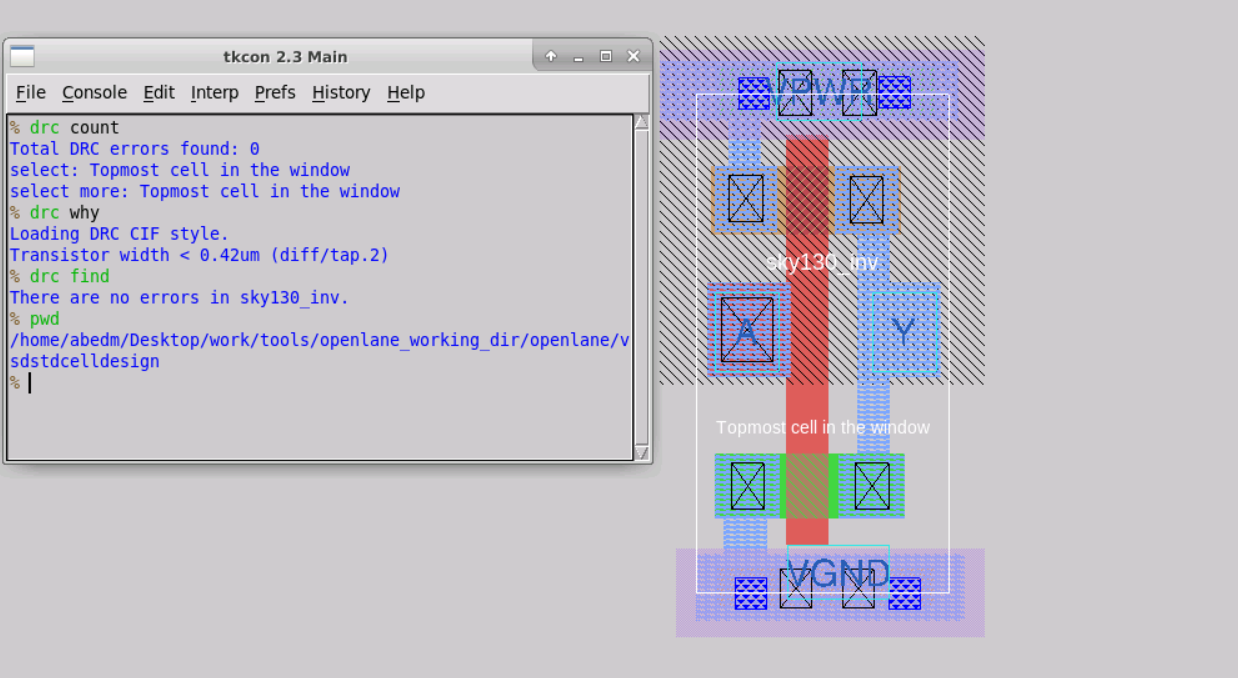 tkcon 2.3 Main
File Console Edit Interp Prefs History Help
% drc count
Total DRC errors found: 0
select: Topmost cell in the window
select more: Topmost cell in the window
% drc why
Loading DRC CIF style.
Transistor width < 0.42um (diff/tap.2)
% drc find
There are no errors in sky130_inv.
% pwd
/home/abedm/Desktop/work/tools/openlane_working_dir/openlane/v
sdstdcelldesign
%
VPWR
sky130_inv
A
Y
Topmost cell in the window
VGND